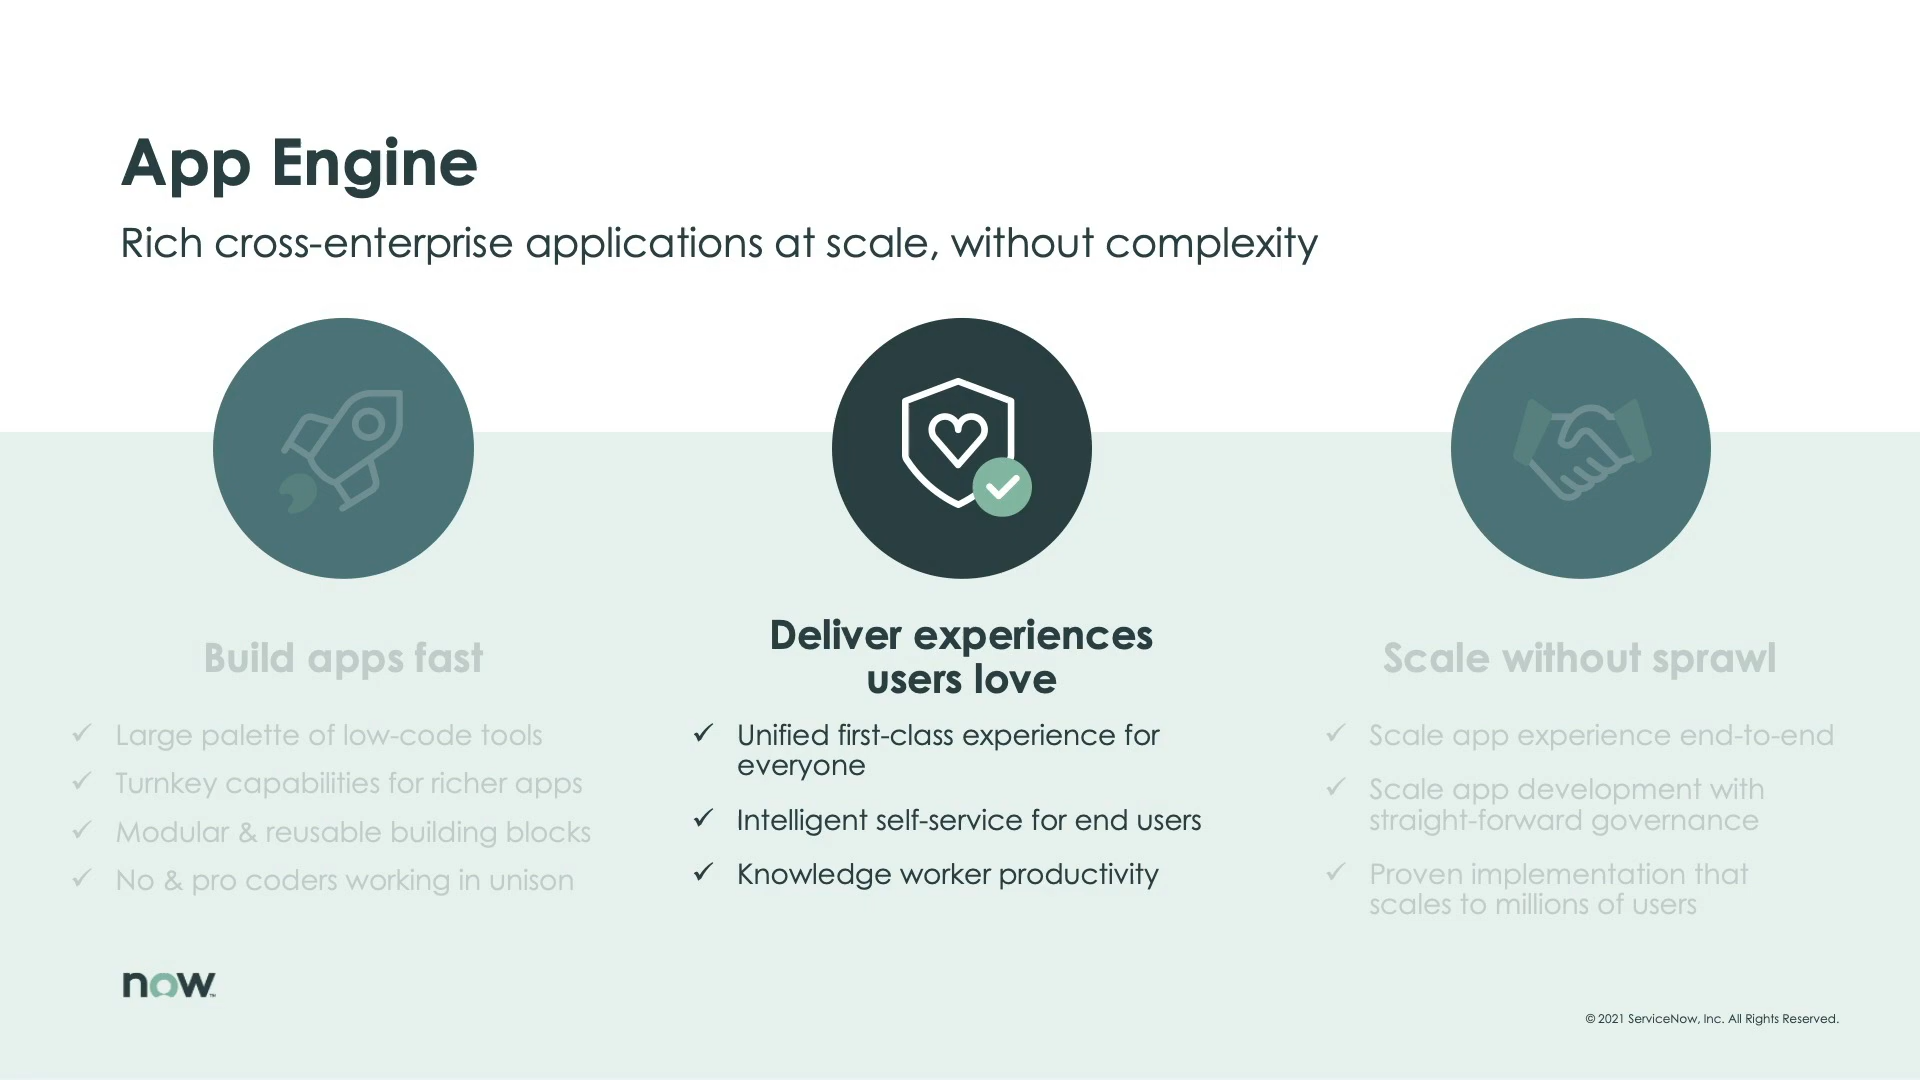 App Engine
Rich cross-enterprise applications at scale, without complexity
Build apps fast
✓ Large palette of low-code tools
✓ Turnkey capabilities for richer apps
✓ Modular & reusable building blocks
✓ No & pro coders working in unison
Deliver experiences
users love
✓ Unified first-class experience for
everyone
✓ Intelligent self-service for end users
✓ Knowledge worker productivity
Scale without sprawl
✓ Scale app experience end-to-end
✓ Scale app development with
straight-forward governance
✓ Proven implementation that
scales to millions of users
now™
© 2021 ServiceNow, Inc. All Rights Reserved.